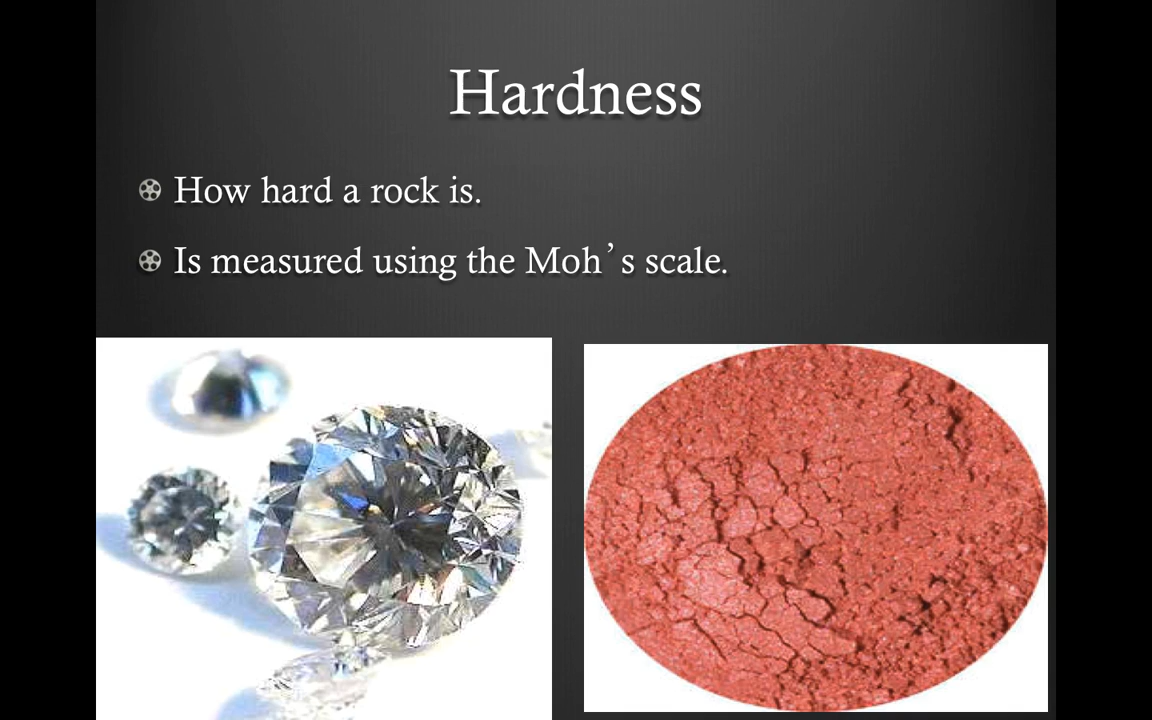 Hardness
How hard a rock is.
Is measured using the Moh’s scale.